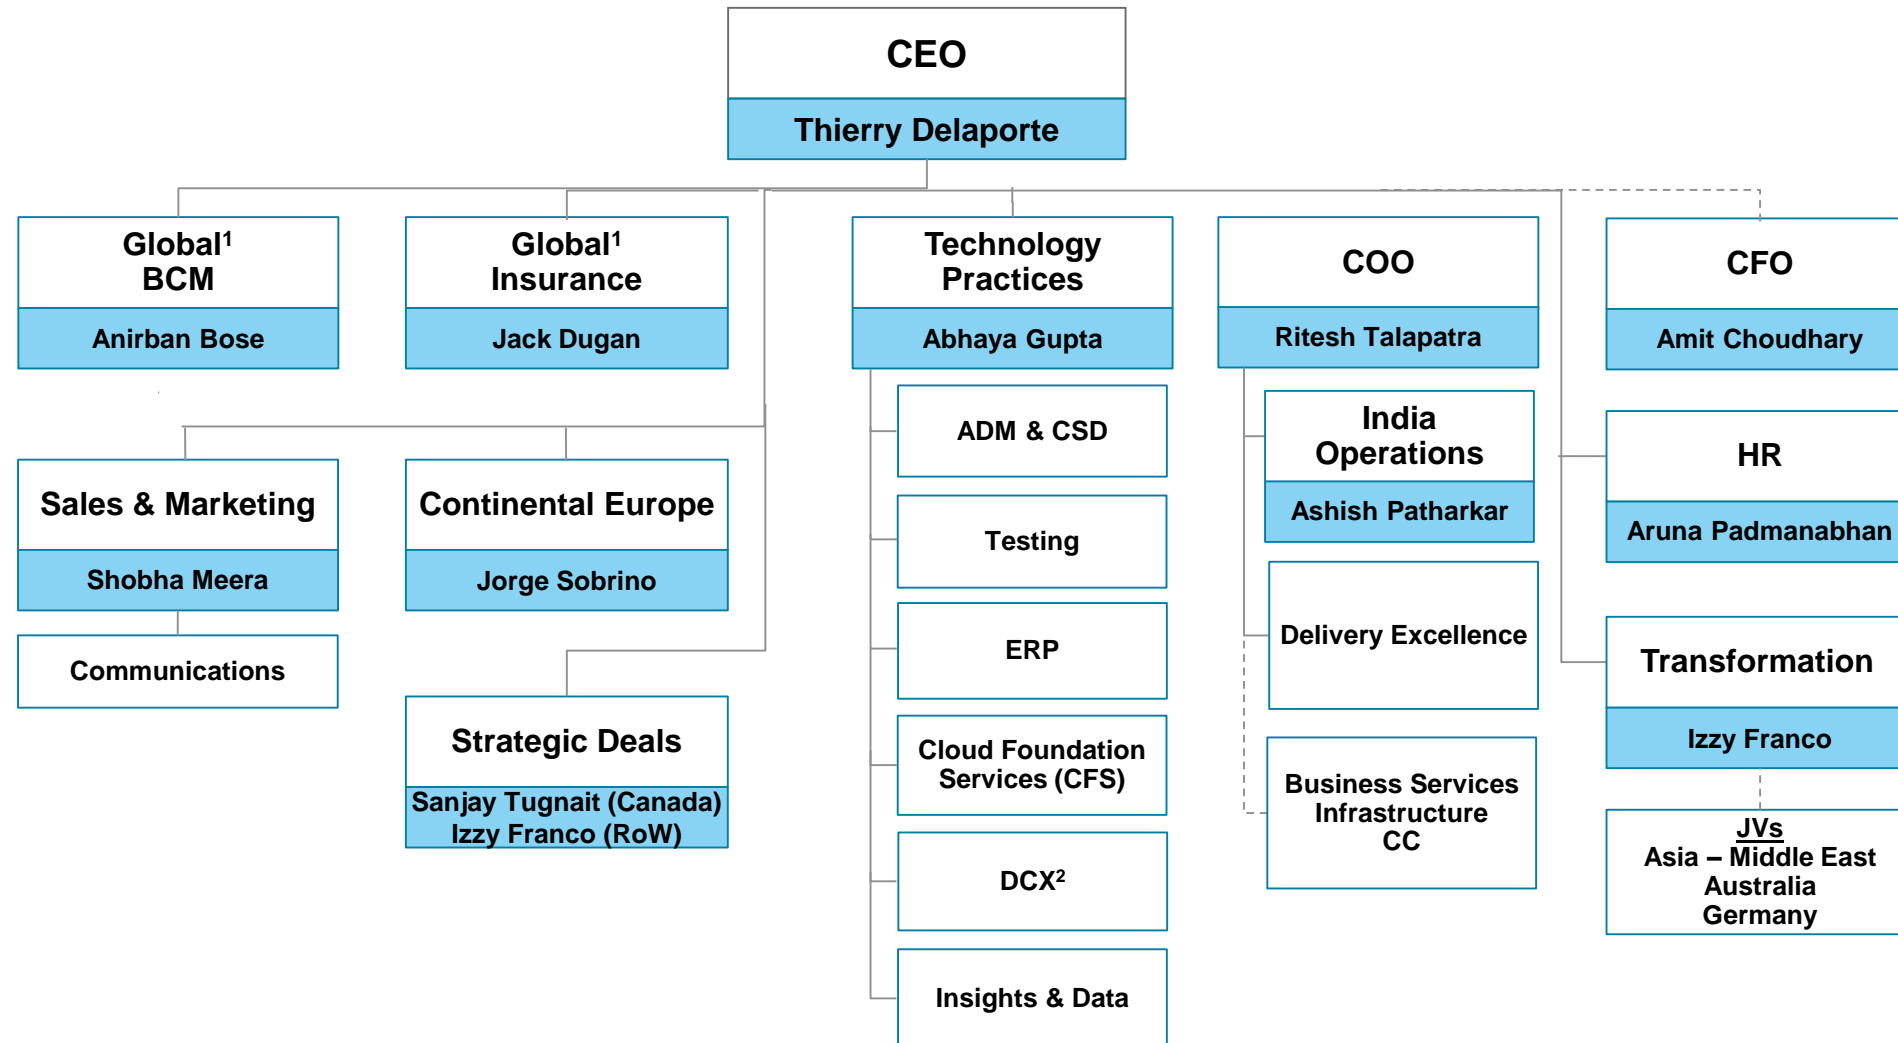 CEO
Thierry Delaporte
Global¹
BCM
Anirban Bose
Global¹
Insurance
Jack Dugan
Technology
Practices
Abhaya Gupta
COO
Ritesh Talapatra
CFO
Amit Choudhary
Sales & Marketing
Shobha Meera
Communications
Continental Europe
Jorge Sobrino
Strategic Deals
Sanjay Tugnait (Canada)
Izzy Franco (RoW)
ADM & CSD
Testing
ERP
Cloud Foundation
Services (CFS)
DCX²
Insights & Data
India
Operations
Ashish Patharkar
Delivery Excellence
Business Services
Infrastructure
CC
HR
Aruna Padmanabhan
Transformation
Izzy Franco
JVs
Asia – Middle East
Australia
Germany